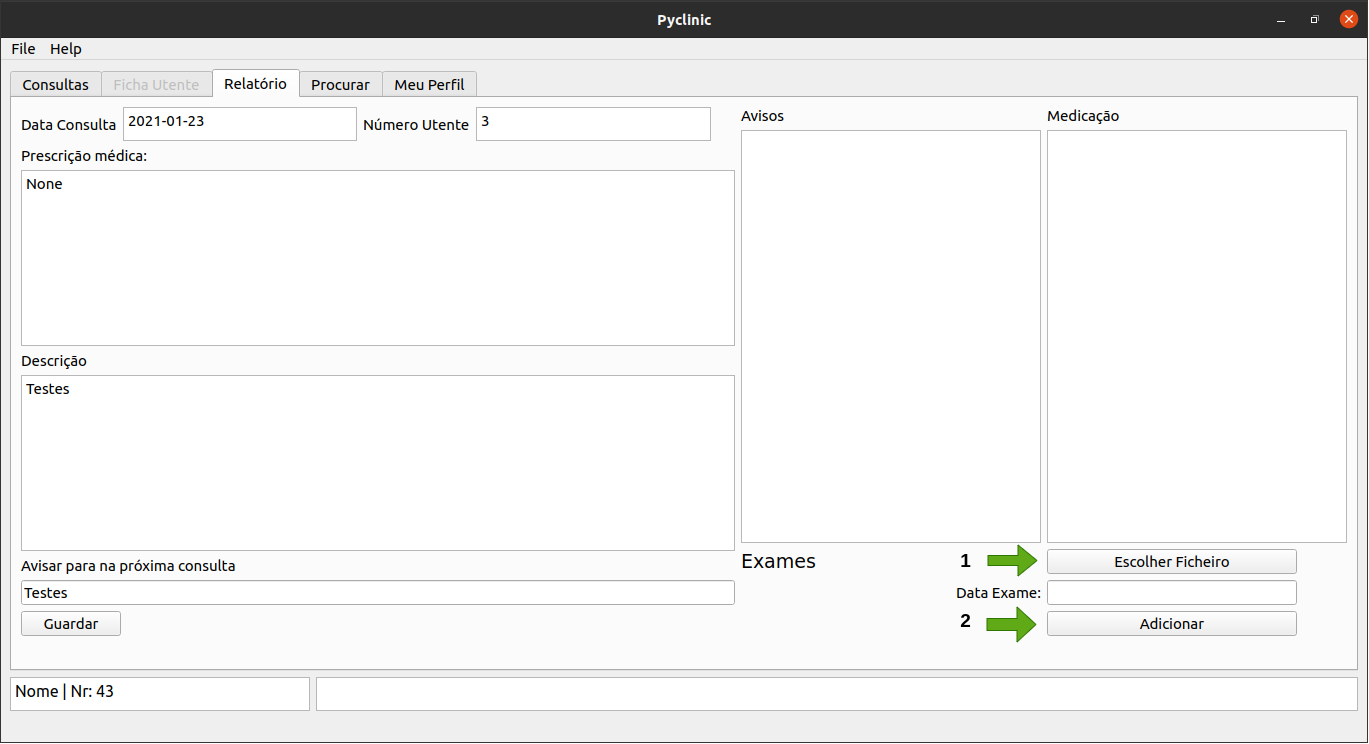 Pyclinic
File Help
Consultas Ficha Utente Relatório Procurar Meu Perfil
Data Consulta 2021-01-23 Número Utente 3
Prescrição médica:
None
Descrição
Testes
Avisar para na próxima consulta
Testes
Guardar
Avisos
Medicação
Exames
1 Escolher Ficheiro
Data Exame:
2 Adicionar
Nome | Nr: 43